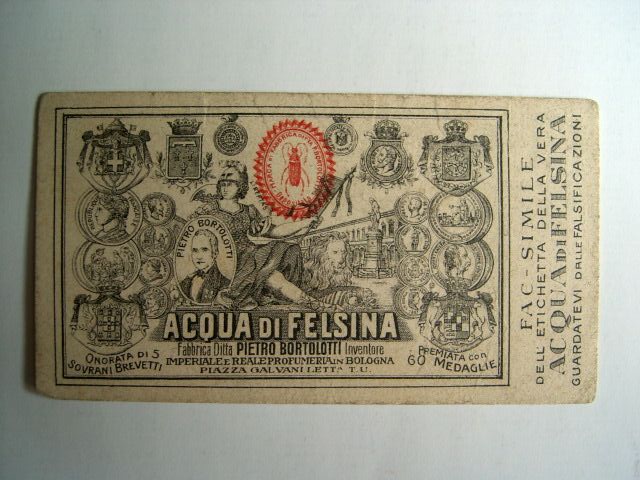 PIETRO BORTOLOTTI
ACQUA DI FELSINA
Fabbrica Ditta PIETRO BORTOLOTTI Inventore
ONORATA DI 5
SOVRANI BREVETTI
IMPERIALE E REALE PROFUMERIA IN BOLOGNA
PIAZZA GALVANI LETT.A T.U.
PREMIATA con
60 MEDAGLIE
FAC-SIMILE
DELL'ETICHETTA DELLA VERA
ACQUA DI FELSINA
GUARDATEVI DALLE FALSIFICAZIONI